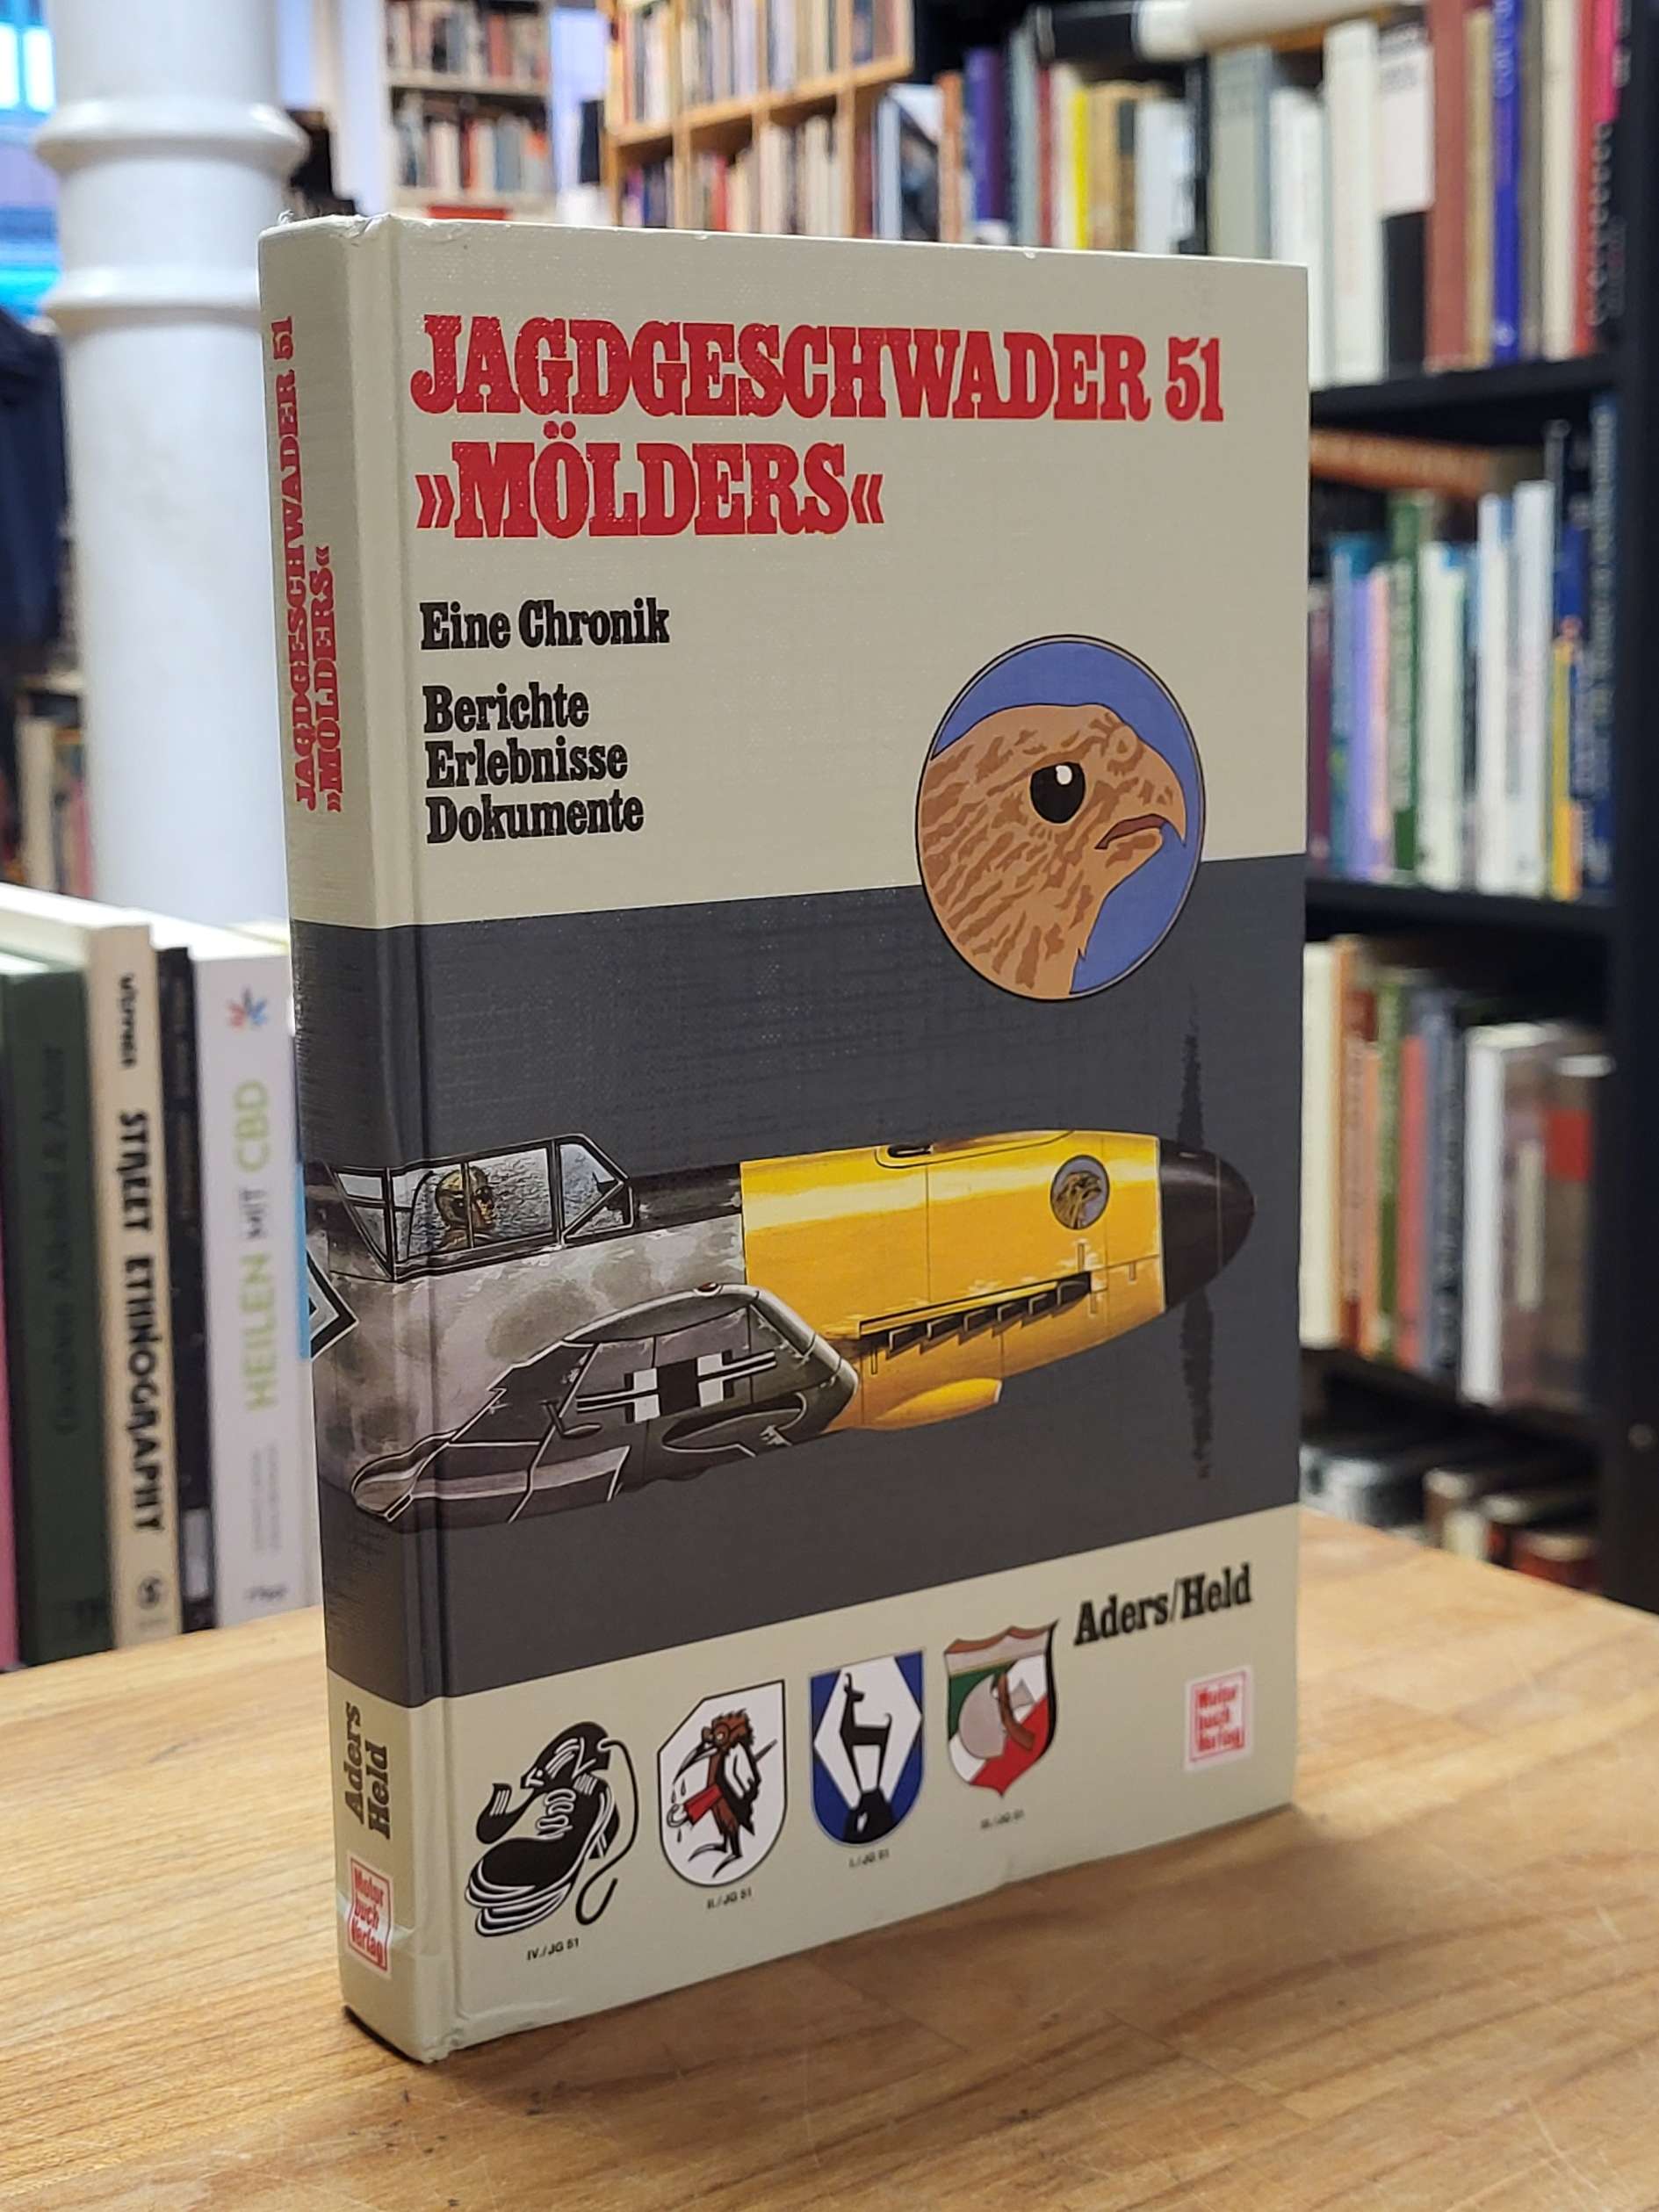 JAGDGESCHWADER 51
»MÖLDERS«
Eine Chronik
Berichte
Erlebnisse
Dokumente
Aders/Held
Motor
buch
Verlag
IV./JG 51
II./JG 51
I./JG 51
III./JG 51
JAGDGESCHWADER 51
»MÖLDERS«
Aders
Held
Motor
buch
Verlag
STREET ETHNOGRAPHY
HEILEN MIT CBD